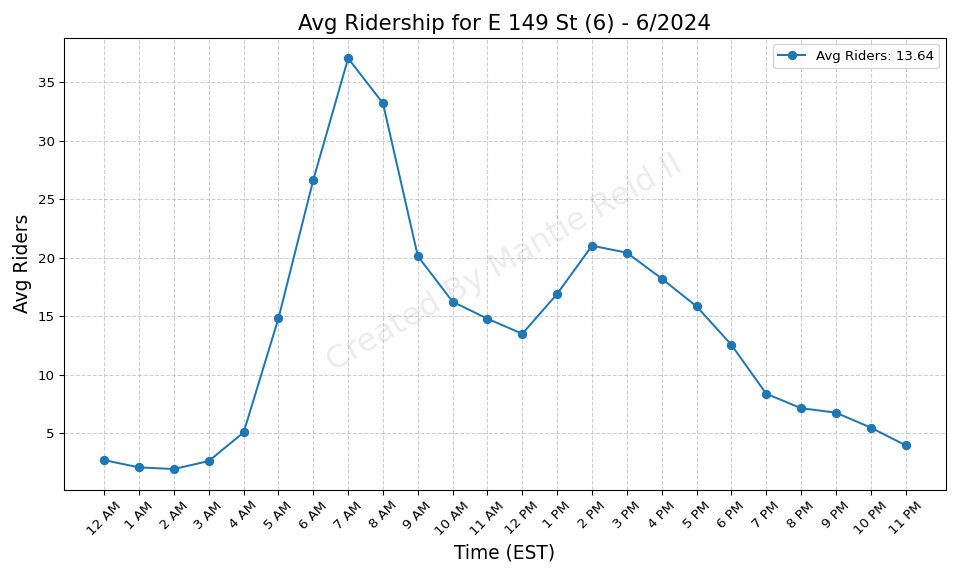 Avg Ridership for E 149 St (6) - 6/2024
Avg Riders: 13.64
Avg Riders
35
30
25
20
15
10
5
Created By Mantie Reid II
12 AM
1 AM
2 AM
3 AM
4 AM
5 AM
6 AM
7 AM
8 AM
9 AM
10 AM
11 AM
12 PM
1 PM
2 PM
3 PM
4 PM
5 PM
6 PM
7 PM
8 PM
9 PM
10 PM
11 PM
Time (EST)